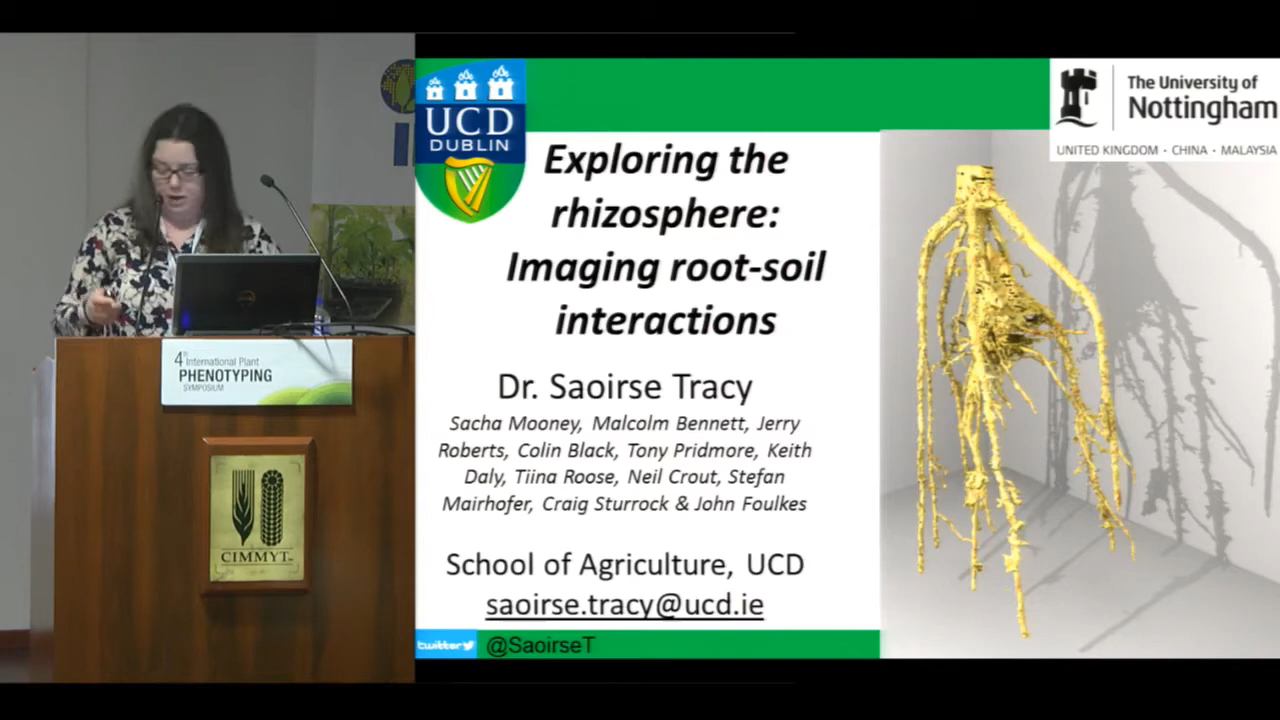 UCD
DUBLIN
The University of
Nottingham
UNITED KINGDOM · CHINA · MALAYSIA
Exploring the
rhizosphere:
Imaging root-soil
interactions
Dr. Saoirse Tracy
Sacha Mooney, Malcolm Bennett, Jerry
Roberts, Colin Black, Tony Pridmore, Keith
Daly, Tiina Roose, Neil Crout, Stefan
Mairhofer, Craig Sturrock & John Foulkes
School of Agriculture, UCD
saoirse.tracy@ucd.ie
twitter
@SaoirseT
4th International Plant
PHENOTYPING
SYMPOSIUM
CIMMYT